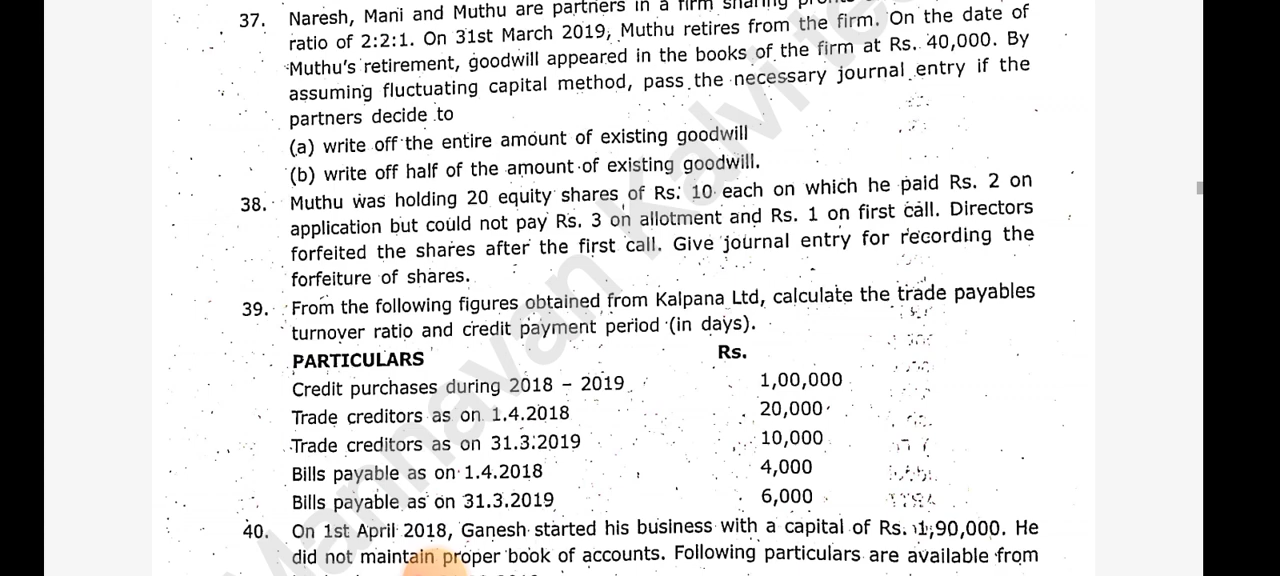 37. Naresh, Mani and Muthu are partners in a firm sharing
ratio of 2:2:1. On 31st March 2019, Muthu retires from the firm. On the date of
Muthu's retirement, goodwill appeared in the books of the firm at Rs. 40,000. By
assuming fluctuating capital method, pass the necessary journal entry if the
partners decide to
(a) write off the entire amount of existing goodwill
(b) write off half of the amount of existing goodwill.
38. Muthu was holding 20 equity shares of Rs. 10 each on which he paid Rs. 2 on
application but could not pay Rs. 3 on allotment and Rs. 1 on first call. Directors
forfeited the shares after the first call. Give journal entry for recording the
forfeiture of shares.
39. From the following figures obtained from Kalpana Ltd, calculate the trade payables
turnover ratio and credit payment period (in days).
PARTICULARS Rs.
Credit purchases during 2018 – 2019 1,00,000
Trade creditors as on 1.4.2018 20,000
Trade creditors as on 31.3.2019 10,000
Bills payable as on 1.4.2018 4,000
Bills payable as on 31.3.2019 6,000
40. On 1st April 2018, Ganesh started his business with a capital of Rs. 1,90,000. He
did not maintain proper book of accounts. Following particulars are available from
Mannavan Kalvi